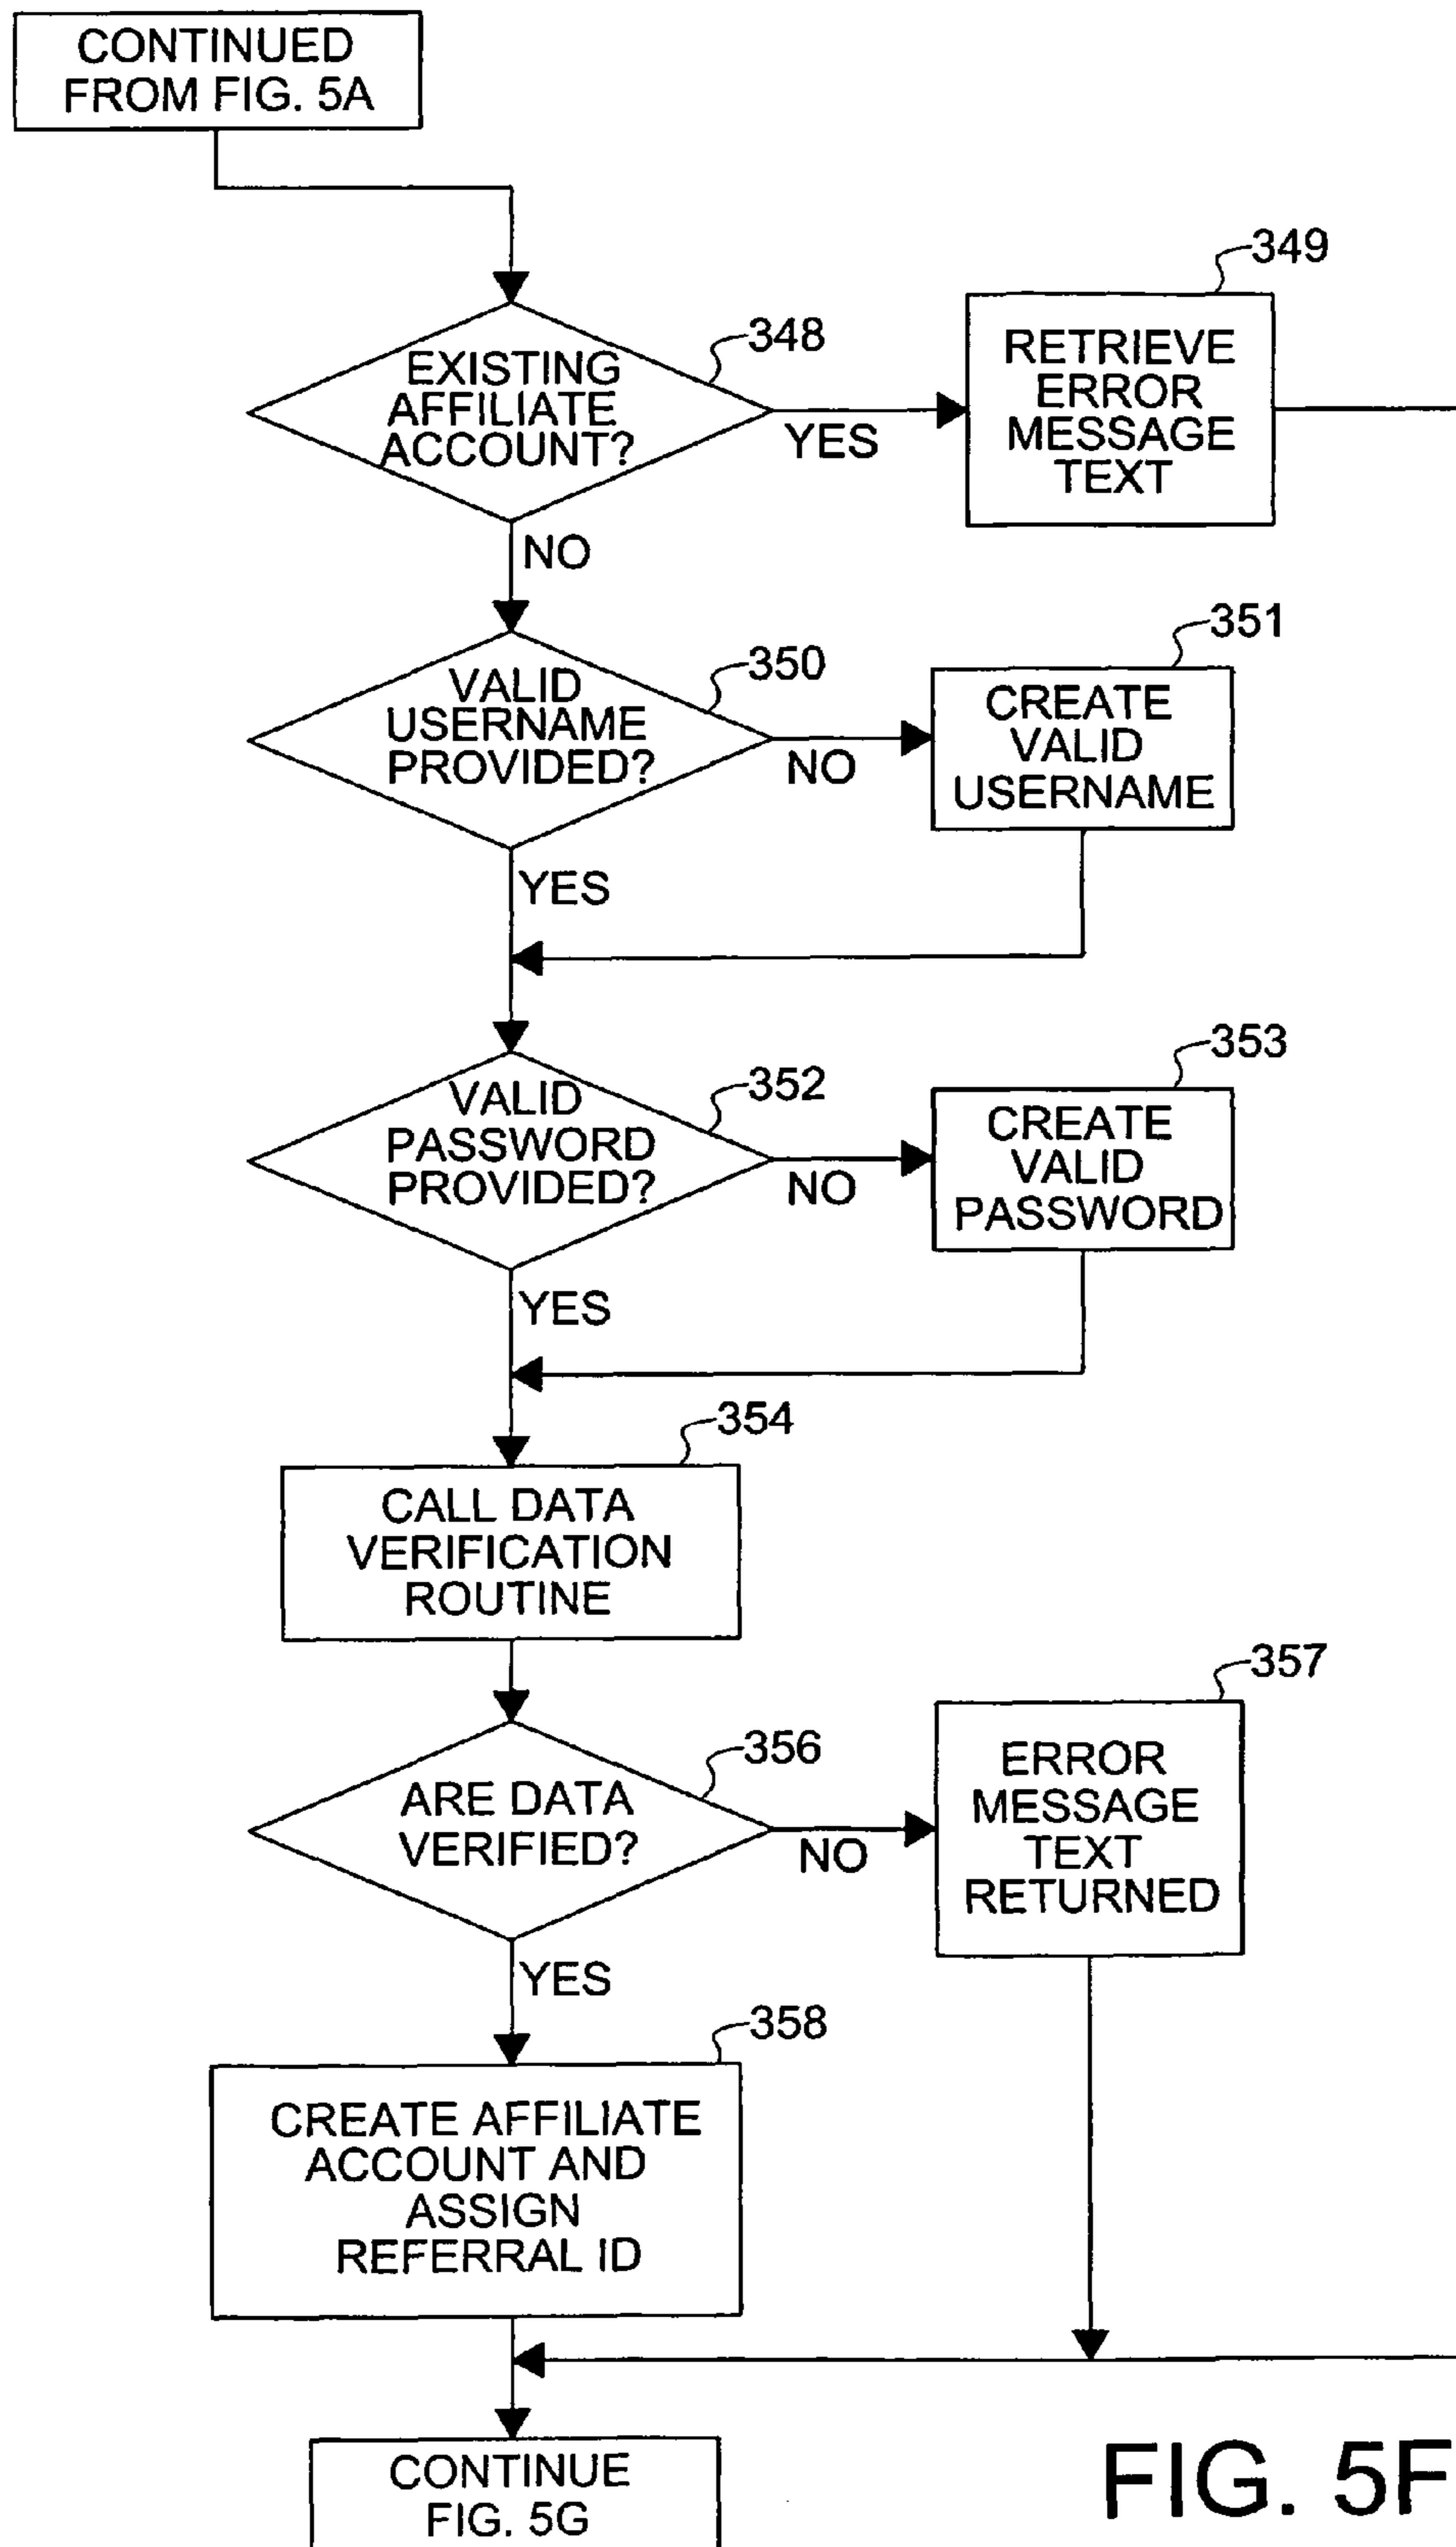 CONTINUED
FROM FIG. 5A
348
EXISTING
AFFILIATE
ACCOUNT?
YES
349
RETRIEVE
ERROR
MESSAGE
TEXT
NO
350
VALID
USERNAME
PROVIDED?
NO
351
CREATE
VALID
USERNAME
YES
352
VALID
PASSWORD
PROVIDED?
NO
353
CREATE
VALID
PASSWORD
YES
354
CALL DATA
VERIFICATION
ROUTINE
356
ARE DATA
VERIFIED?
NO
357
ERROR
MESSAGE
TEXT
RETURNED
YES
358
CREATE AFFILIATE
ACCOUNT AND
ASSIGN
REFERRAL ID
CONTINUE
FIG. 5G
FIG. 5F